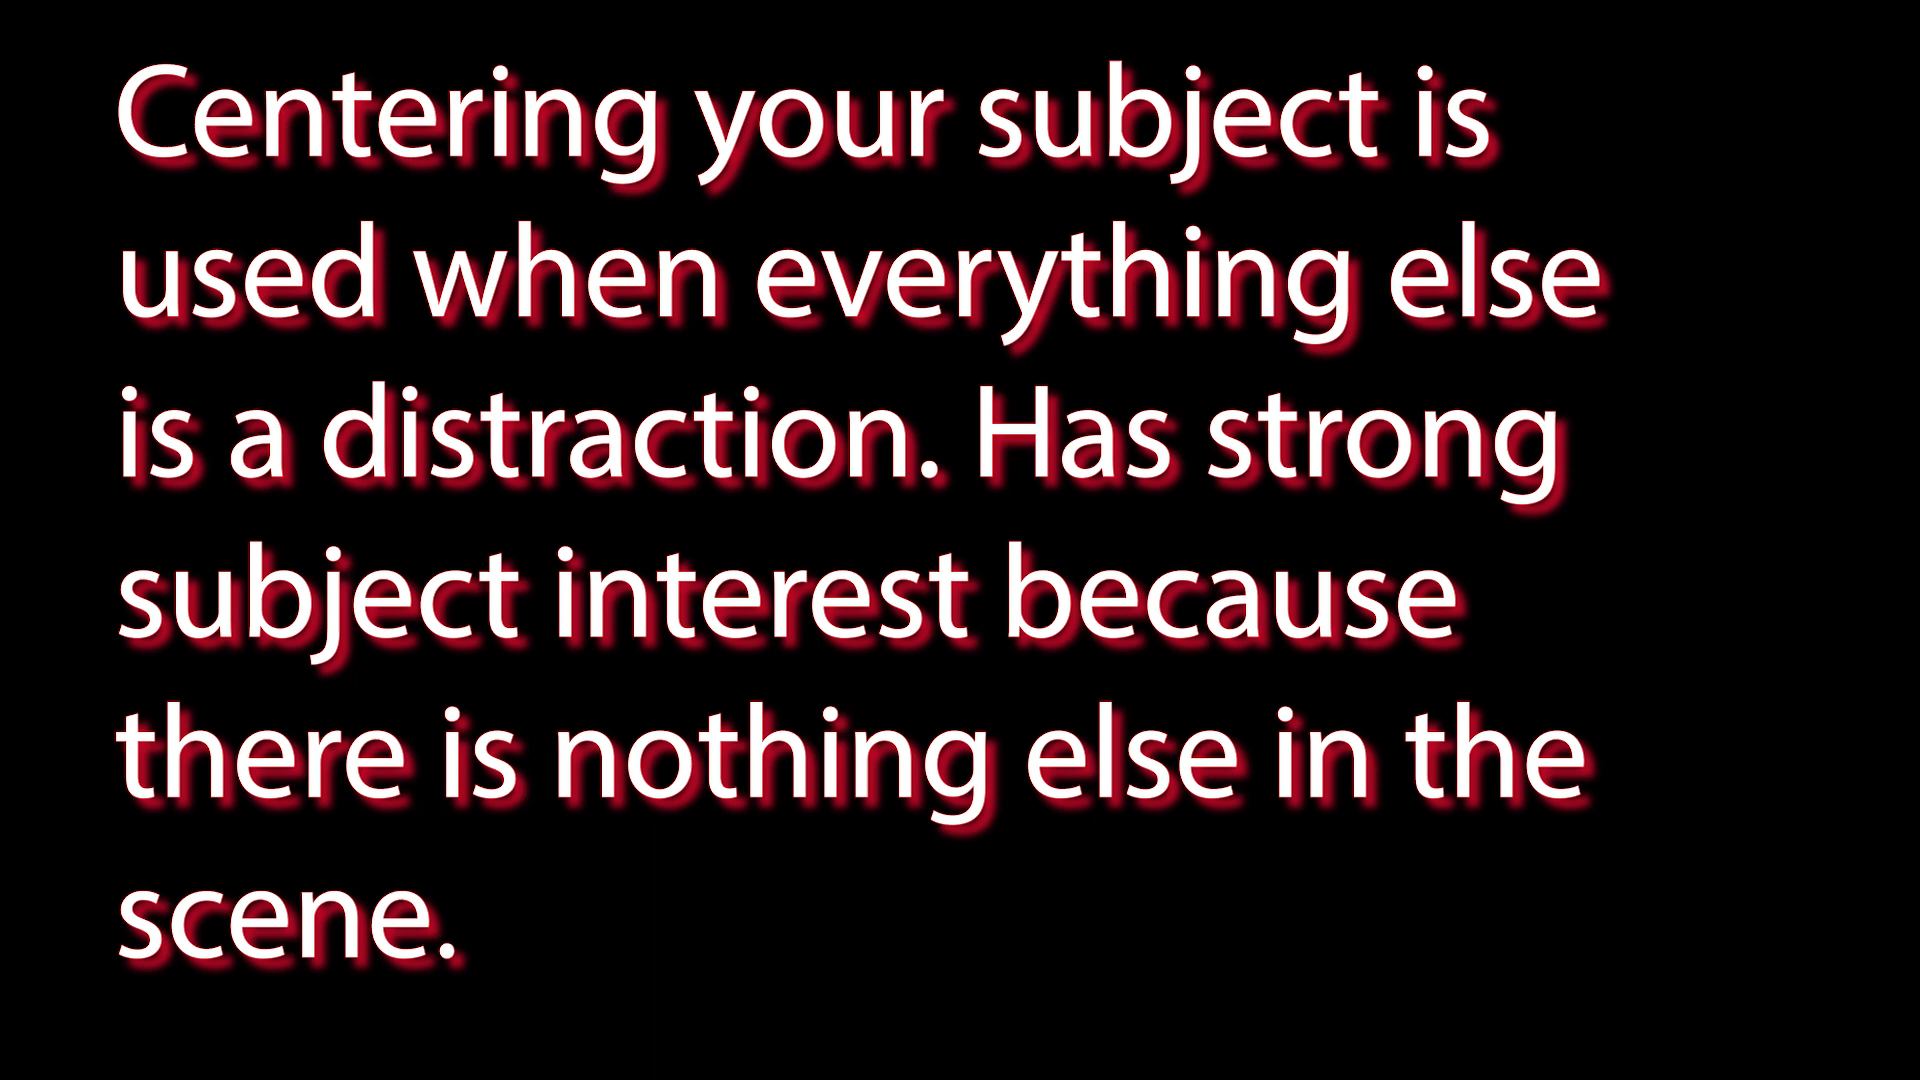 Centering your subject is
used when everything else
is a distraction. Has strong
subject interest because
there is nothing else in the
scene.